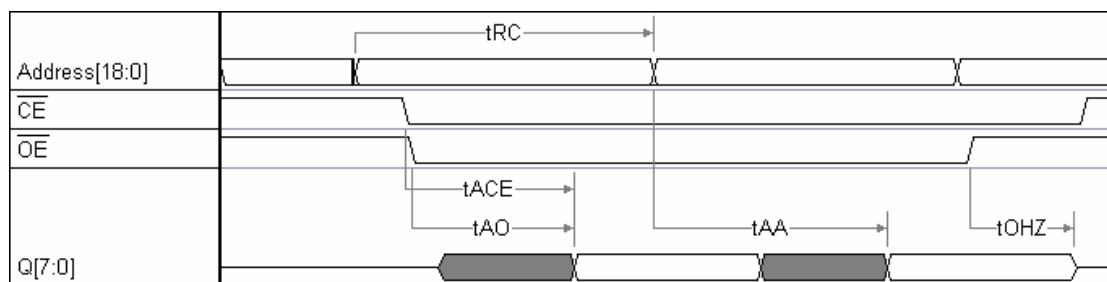 tRC
Address[18:0]
CE
OE
tACE
tAO
tAA
tOHZ
Q[7:0]